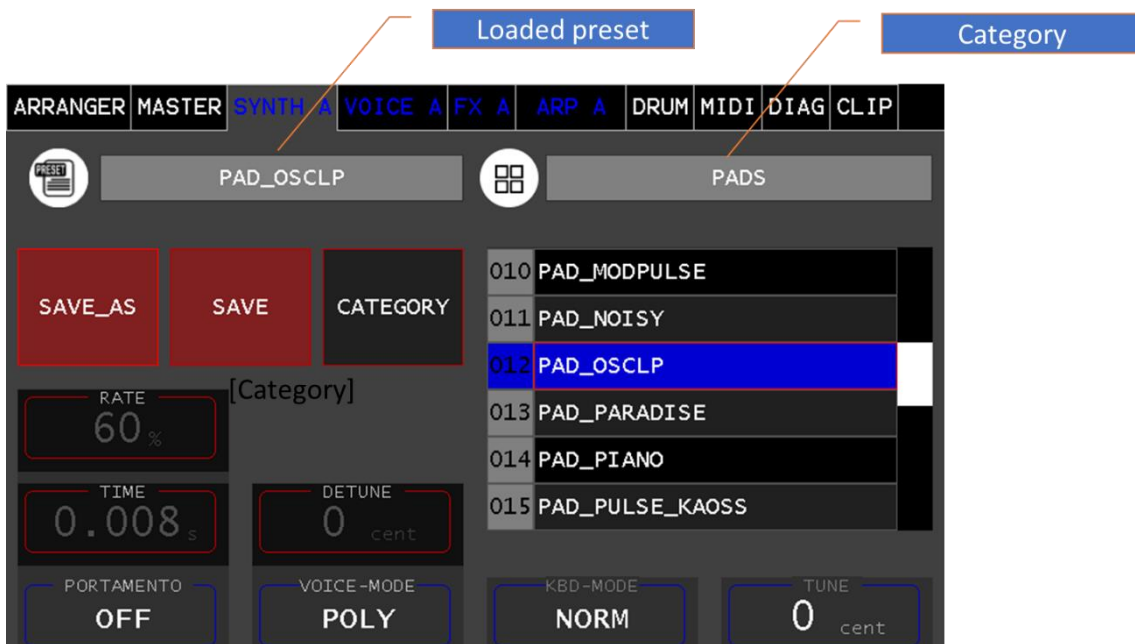 Loaded preset
Category
ARRANGER MASTER SYNTH A VOICE A FX A ARP A DRUM MIDI DIAG CLIP
PRESET PAD_OSCLP PADS
SAVE_AS SAVE CATEGORY
[Category]
010 PAD_MODPULSE
011 PAD_NOISY
012 PAD_OSCLP
013 PAD_PARADISE
014 PAD_PIANO
015 PAD_PULSE_KAOSS
RATE
60 %
TIME
0.008 s
DETUNE
0 cent
PORTAMENTO
OFF
VOICE-MODE
POLY
KBD-MODE
NORM
TUNE
0 cent